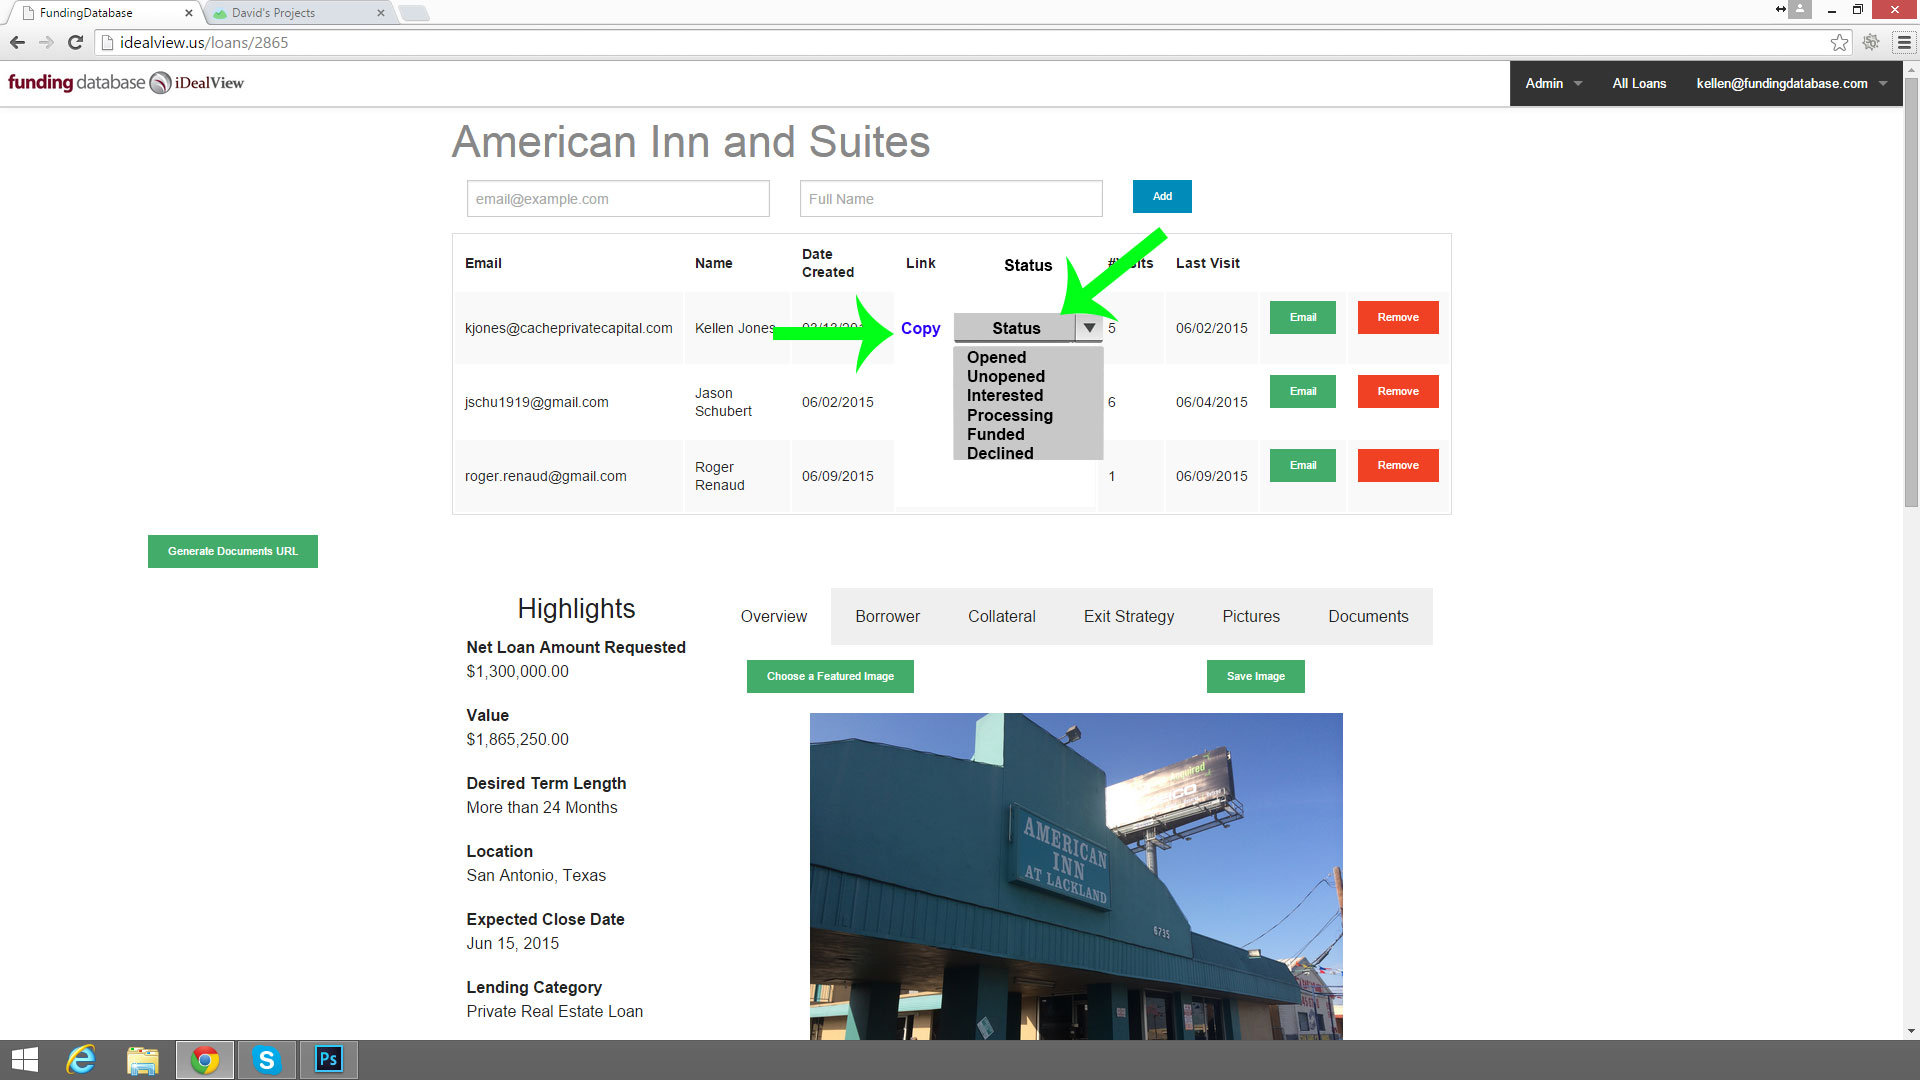 FundingDatabase
David's Projects
idealview.us/loans/2865
funding database iDealView
Admin
All Loans
kellen@fundingdatabase.com
American Inn and Suites
email@example.com
Full Name
Add
Email
Name
Date Created
Link
Status
Last Visit
kjones@cacheprivatecapital.com
Kellen Jones
Copy
Status
5
06/02/2015
Email
Remove
Opened
Unopened
Interested
Processing
Funded
Declined
jschu1919@gmail.com
Jason Schubert
06/02/2015
6
06/04/2015
Email
Remove
roger.renaud@gmail.com
Roger Renaud
06/09/2015
1
06/09/2015
Email
Remove
Generate Documents URL
Highlights
Overview
Borrower
Collateral
Exit Strategy
Pictures
Documents
Net Loan Amount Requested
$1,300,000.00
Choose a Featured Image
Save Image
Value
$1,865,250.00
Desired Term Length
More than 24 Months
Location
San Antonio, Texas
Expected Close Date
Jun 15, 2015
Lending Category
Private Real Estate Loan
AMERICAN
INN
AT LACKLAND
6735
Ps